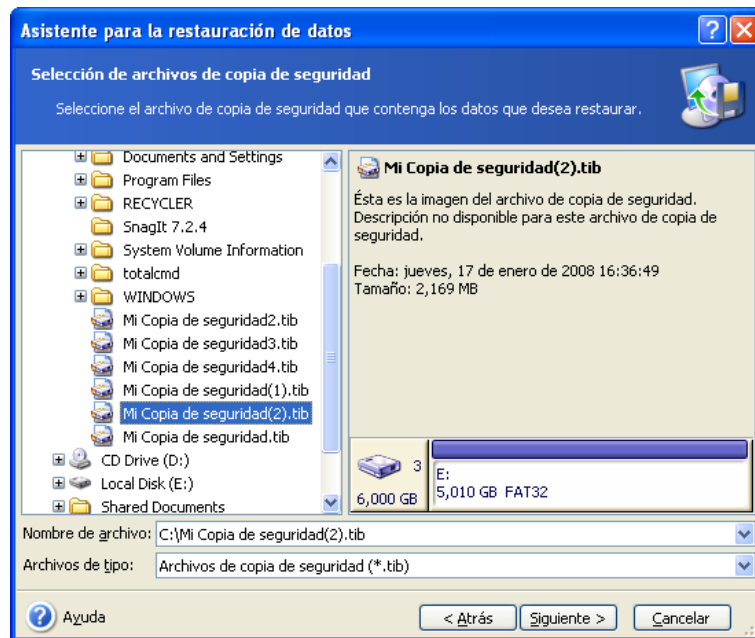 Asistente para la restauración de datos
Selección de archivos de copia de seguridad
Seleccione el archivo de copia de seguridad que contenga los datos que desea restaurar.
Documents and Settings
Program Files
RECYCLER
SnagIt 7.2.4
System Volume Information
totalcmd
WINDOWS
Mi Copia de seguridad2.tib
Mi Copia de seguridad3.tib
Mi Copia de seguridad4.tib
Mi Copia de seguridad(1).tib
Mi Copia de seguridad(2).tib
Mi Copia de seguridad.tib
CD Drive (D:)
Local Disk (E:)
Shared Documents
Mi Copia de seguridad(2).tib
Ésta es la imagen del archivo de copia de seguridad.
Descripción no disponible para este archivo de copia de
seguridad.
Fecha: jueves, 17 de enero de 2008 16:36:49
Tamaño: 2,169 MB
3
6,000 GB
E:
5,010 GB FAT32
Nombre de archivo: C:\Mi Copia de seguridad(2).tib
Archivos de tipo: Archivos de copia de seguridad (*.tib)
Ayuda
< Atrás
Siguiente >
Cancelar